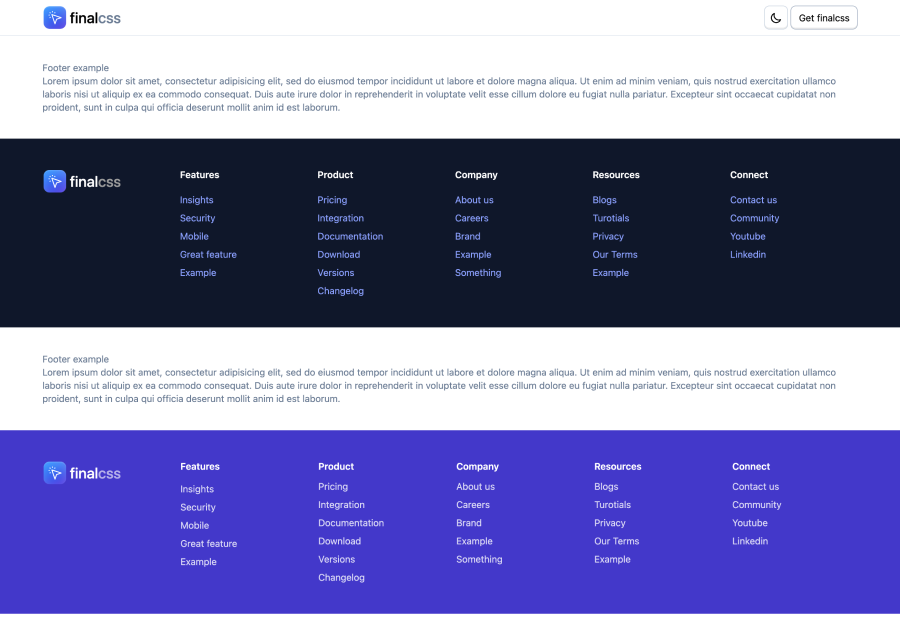 finalcss
Get finalcss
Footer example
Lorem ipsum dolor sit amet, consectetur adipisicing elit, sed do eiusmod tempor incididunt ut labore et dolore magna aliqua. Ut enim ad minim veniam, quis nostrud exercitation ullamco
laboris nisi ut aliquip ex ea commodo consequat. Duis aute irure dolor in reprehenderit in voluptate velit esse cillum dolore eu fugiat nulla pariatur. Excepteur sint occaecat cupidatat non
proident, sunt in culpa qui officia deserunt mollit anim id est laborum.
finalcss
Features
Insights
Security
Mobile
Great feature
Example
Product
Pricing
Integration
Documentation
Download
Versions
Changelog
Company
About us
Careers
Brand
Example
Something
Resources
Blogs
Turotials
Privacy
Our Terms
Example
Connect
Contact us
Community
Youtube
Linkedin
Footer example
Lorem ipsum dolor sit amet, consectetur adipisicing elit, sed do eiusmod tempor incididunt ut labore et dolore magna aliqua. Ut enim ad minim veniam, quis nostrud exercitation ullamco
laboris nisi ut aliquip ex ea commodo consequat. Duis aute irure dolor in reprehenderit in voluptate velit esse cillum dolore eu fugiat nulla pariatur. Excepteur sint occaecat cupidatat non
proident, sunt in culpa qui officia deserunt mollit anim id est laborum.
finalcss
Features
Insights
Security
Mobile
Great feature
Example
Product
Pricing
Integration
Documentation
Download
Versions
Changelog
Company
About us
Careers
Brand
Example
Something
Resources
Blogs
Turotials
Privacy
Our Terms
Example
Connect
Contact us
Community
Youtube
Linkedin